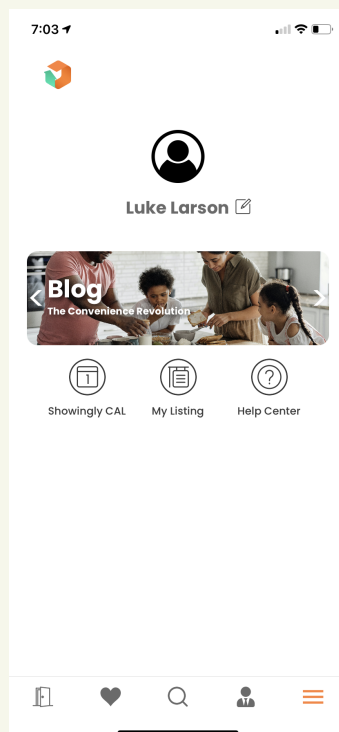 7:03
Luke Larson
Blog
The Convenience Revolution
1
Showingly CAL
My Listing
?
Help Center